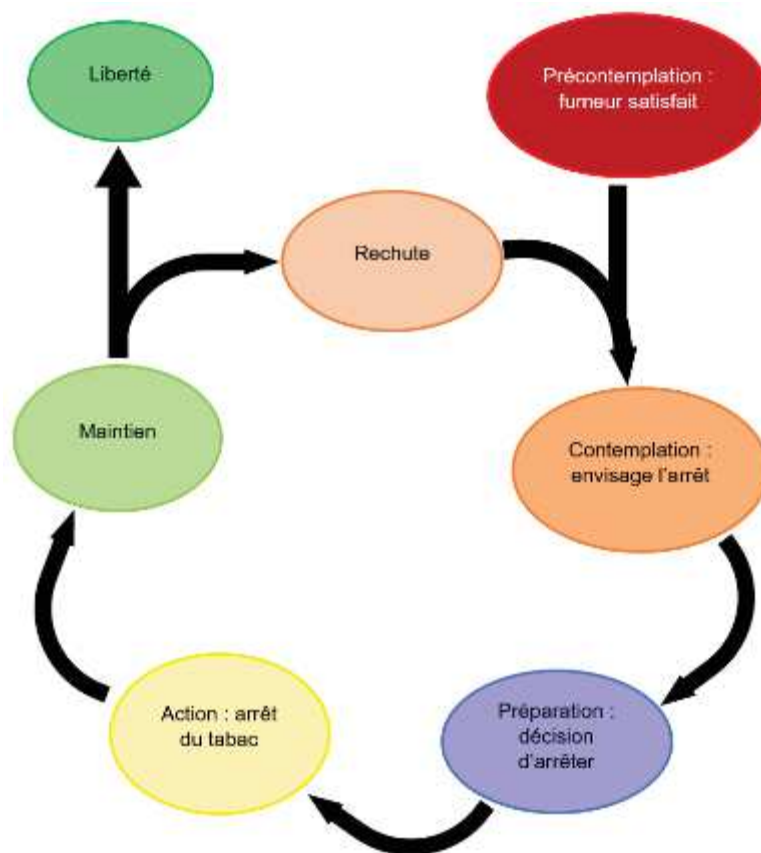 Liberté
Précontemplation :
fumeur satisfait
Rechute
Maintien
Contemplation :
envisage l'arrêt
Action : arrêt
du tabac
Préparation :
décision
d'arrêter